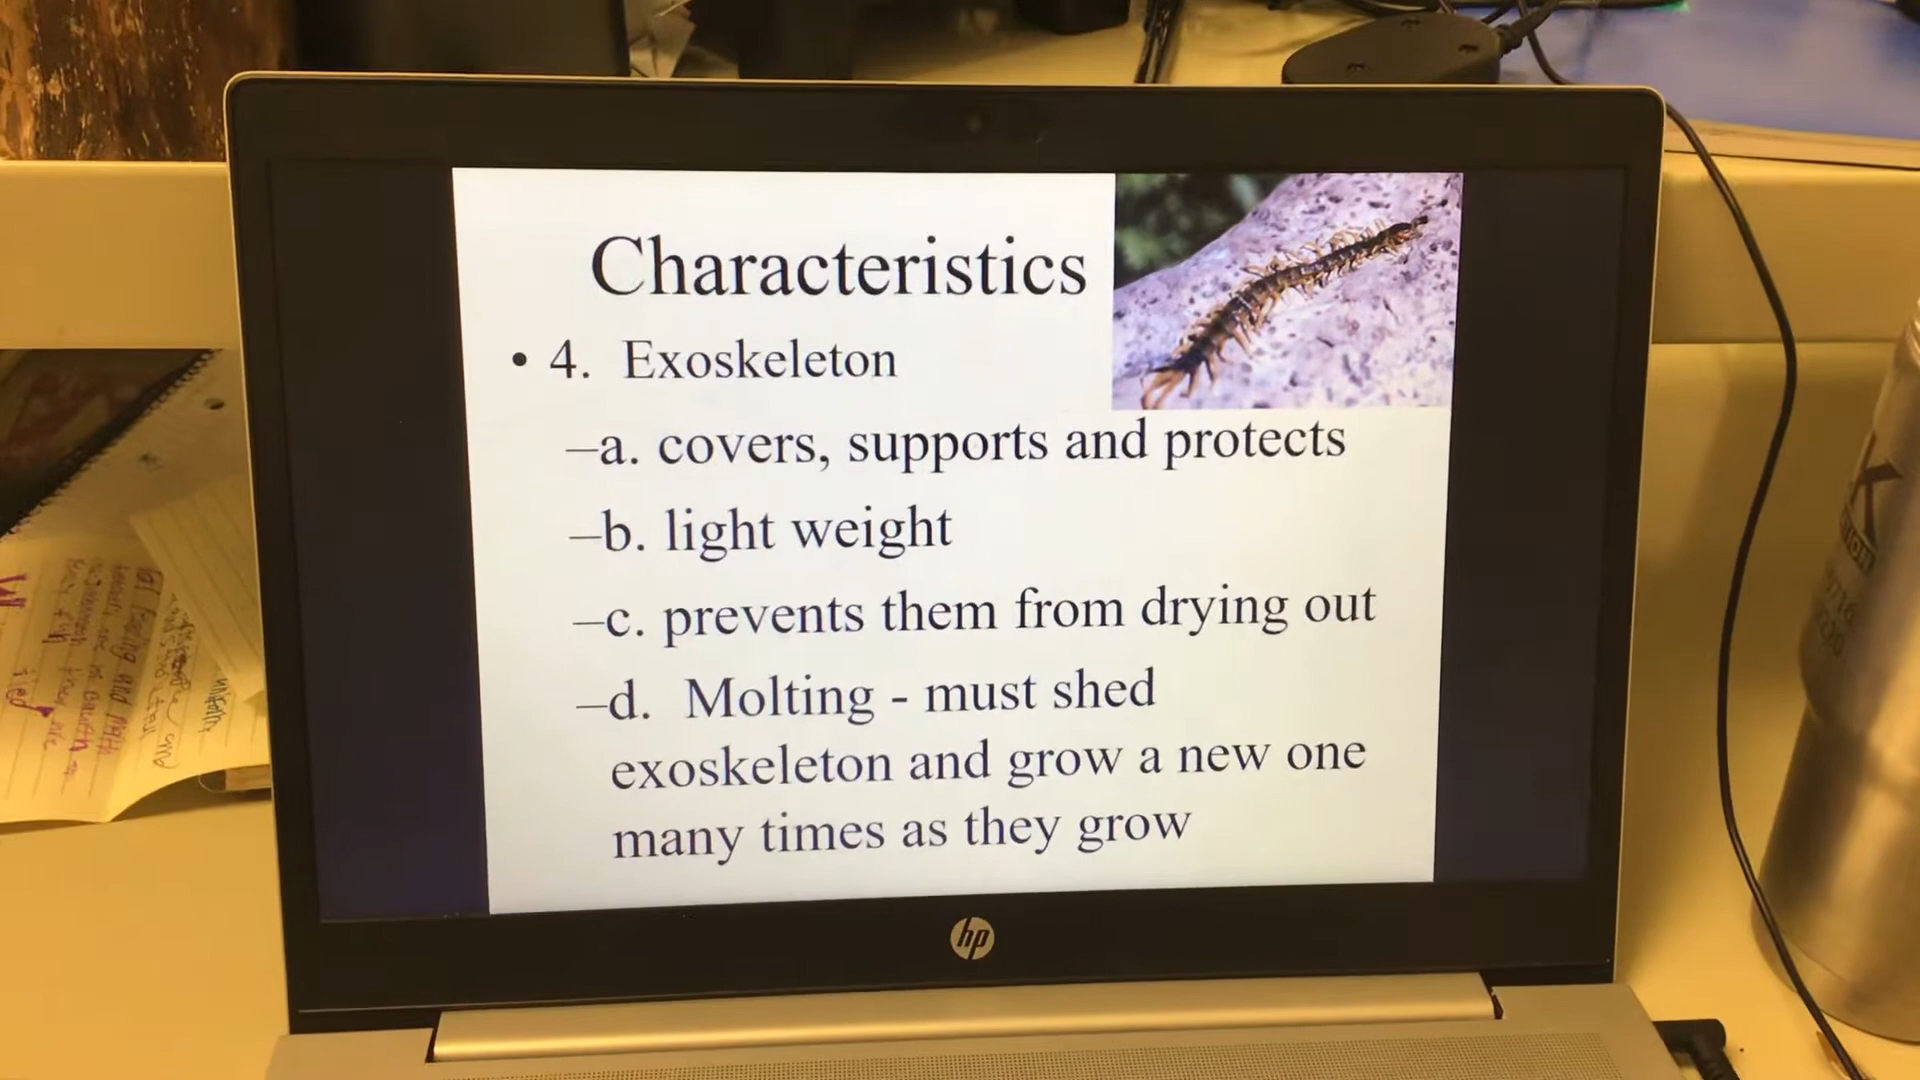 Characteristics
• 4. Exoskeleton
–a. covers, supports and protects
–b. light weight
–c. prevents them from drying out
–d. Molting - must shed
exoskeleton and grow a new one
many times as they grow
hp
K